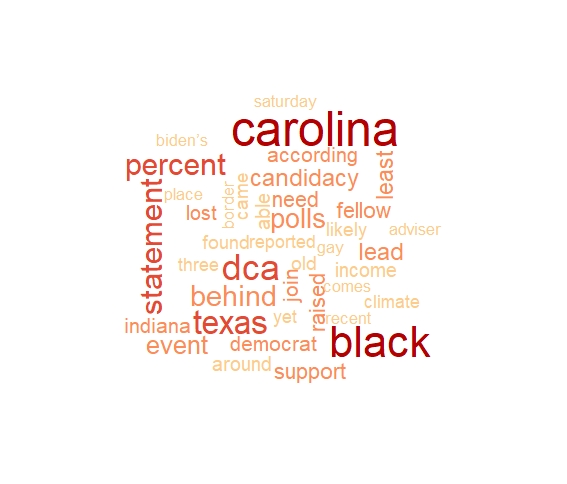 saturday
carolina
biden's
according
percent
least
candidacy
place
border
came
able
need
statement
lost
polls
fellow
likely
adviser
found
reported
gay
lead
three
dca
old
income
join
raised
comes
behind
climate
indiana
texas
yet
recent
event
democrat
black
around
support